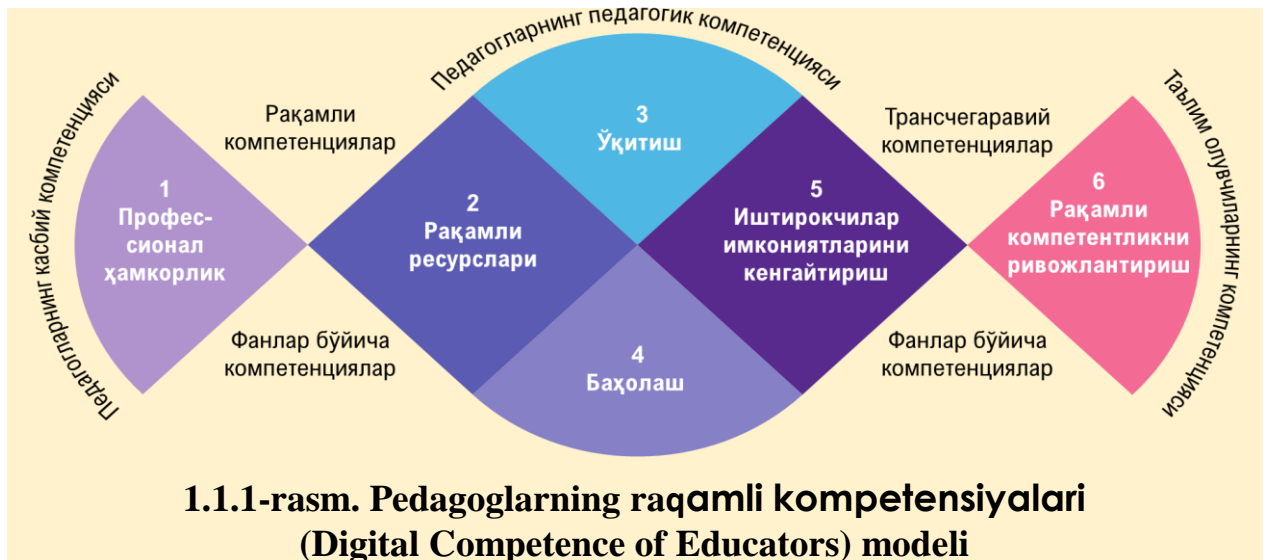 Педагогларнинг касбий компетенцияси
1
Профес-
сионал
ҳамкорлик
Рақамли
компетенциялар
Фанлар бўйича
компетенциялар
2
Рақамли
ресурслари
Педагогларнинг педагогик компетенцияси
3
Ўқитиш
4
Баҳолаш
5
Иштирокчилар
имкониятларини
кенгайтириш
Трансчегаравий
компетенциялар
Фанлар бўйича
компетенциялар
6
Рақамли
компетентликни
ривожлантириш
Таълим олувчиларнинг компетенцияси
1.1.1-rasm. Pedagoglarning raqamli kompetensiyalari
(Digital Competence of Educators) modeli